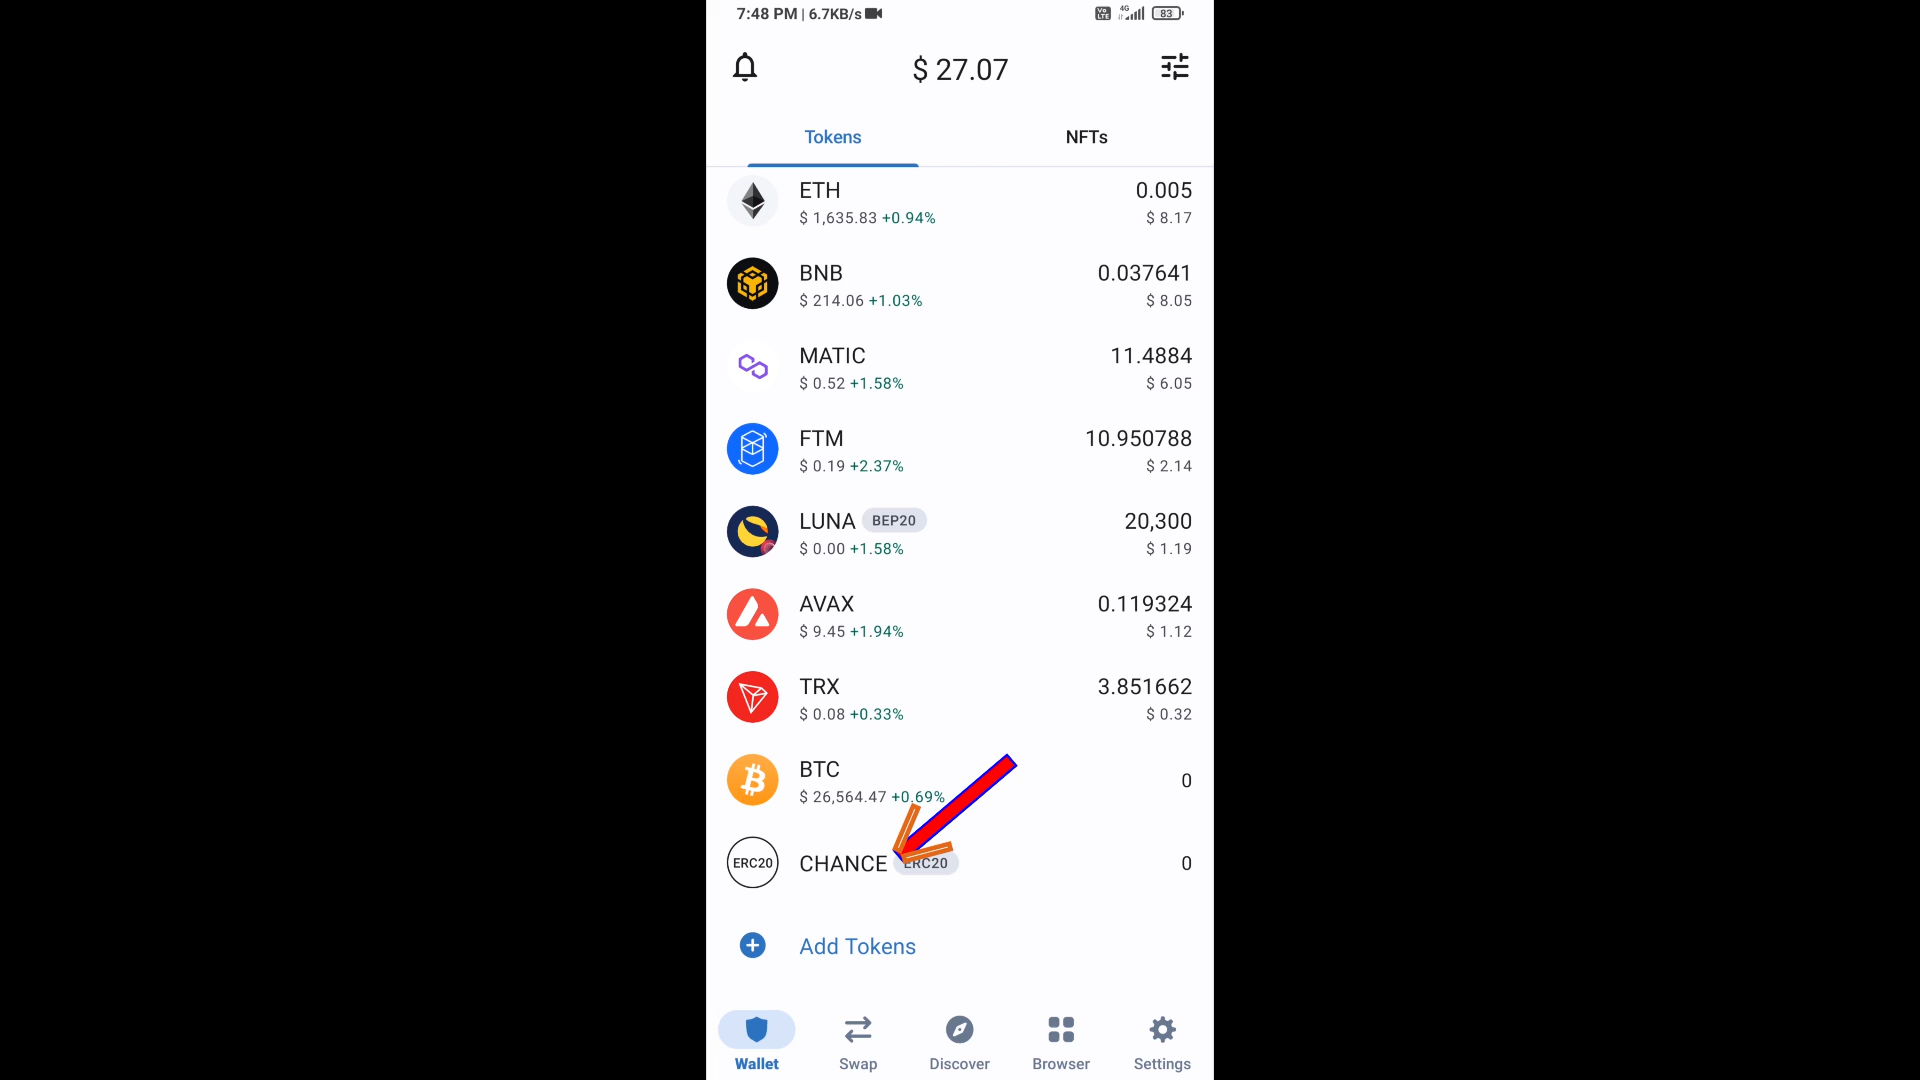 7:48 PM | 6.7KB/s
Vo LTE 4G 83
$ 27.07
Tokens
NFTs
ETH 0.005
$ 1,635.83 +0.94% $ 8.17
BNB 0.037641
$ 214.06 +1.03% $ 8.05
MATIC 11.4884
$ 0.52 +1.58% $ 6.05
FTM 10.950788
$ 0.19 +2.37% $ 2.14
LUNA BEP20 20,300
$ 0.00 +1.58% $ 1.19
AVAX 0.119324
$ 9.45 +1.94% $ 1.12
TRX 3.851662
$ 0.08 +0.33% $ 0.32
BTC 0
$ 26,564.47 +0.69%
ERC20 CHANCE ERC20 0
Add Tokens
Wallet Swap Discover Browser Settings